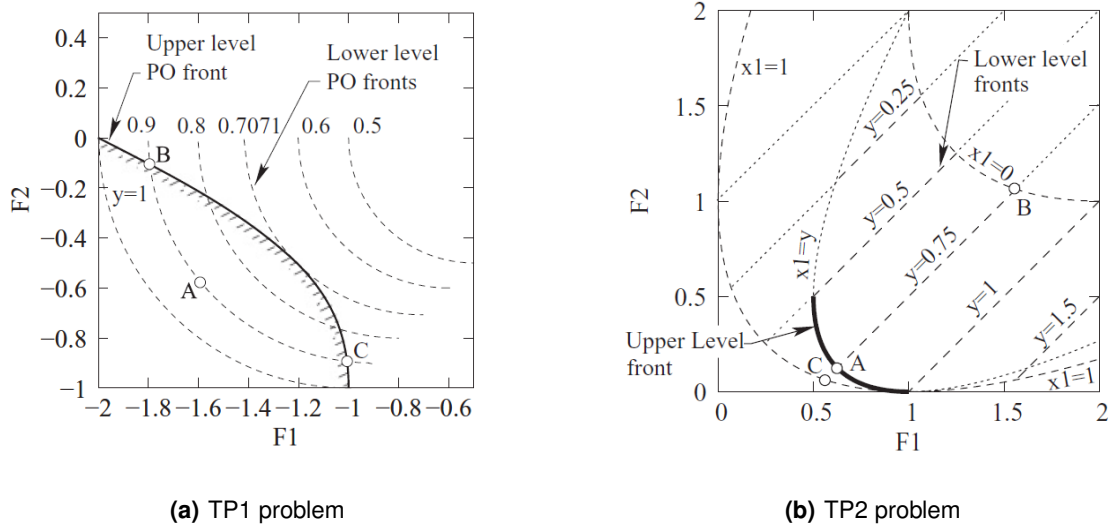 0.4
0.2
0
−0.2
−0.4
−0.6
−0.8
−1
F2
−2
−1.8
−1.6
−1.4
−1.2
−1
−0.8
−0.6
F1
Upper level
PO front
Lower level
PO fronts
0.9
0.8
0.7071
0.6
0.5
B
y=1
A
C
(a) TP1 problem
2
1.5
1
0.5
0
F2
0
0.5
1
1.5
2
F1
x1=1
Lower level
fronts
y=0.25
x1=0
B
y=0.5
x1=y
y=0.75
y=1
y=1.5
Upper Level
front
C
A
x1=1
(b) TP2 problem